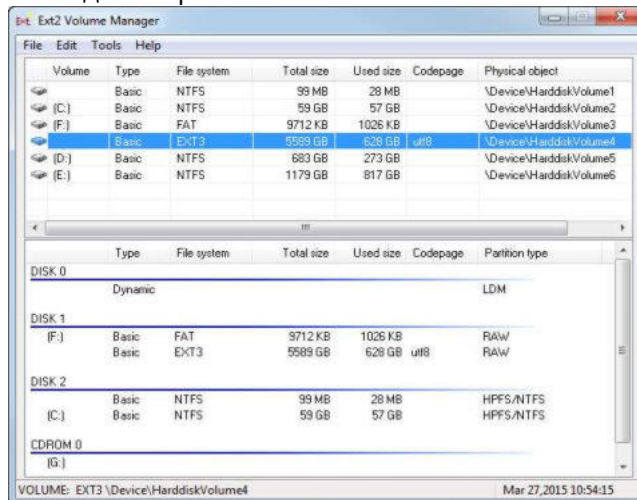 Ext2 Volume Manager
File Edit Tools Help
Volume Type File system Total size Used size Codepage Physical object
Basic NTFS 99 MB 28 MB \Device\HarddiskVolume1
(C:) Basic NTFS 59 GB 57 GB \Device\HarddiskVolume2
(F:) Basic FAT 9712 KB 1026 KB \Device\HarddiskVolume3
Basic EXT3 5589 GB 628 GB utf8 \Device\HarddiskVolume4
(D:) Basic NTFS 683 GB 273 GB \Device\HarddiskVolume5
(E:) Basic NTFS 1179 GB 817 GB \Device\HarddiskVolume6
Type File system Total size Used size Codepage Partition type
DISK 0
Dynamic LDM
DISK 1
(F:) Basic FAT 9712 KB 1026 KB RAW
Basic EXT3 5589 GB 628 GB utf8 RAW
DISK 2
Basic NTFS 99 MB 28 MB HPFS/NTFS
(C:) Basic NTFS 59 GB 57 GB HPFS/NTFS
CDROM 0
(G:)
VOLUME: EXT3 \Device\HarddiskVolume4 Mar 27,2015 10:54:15